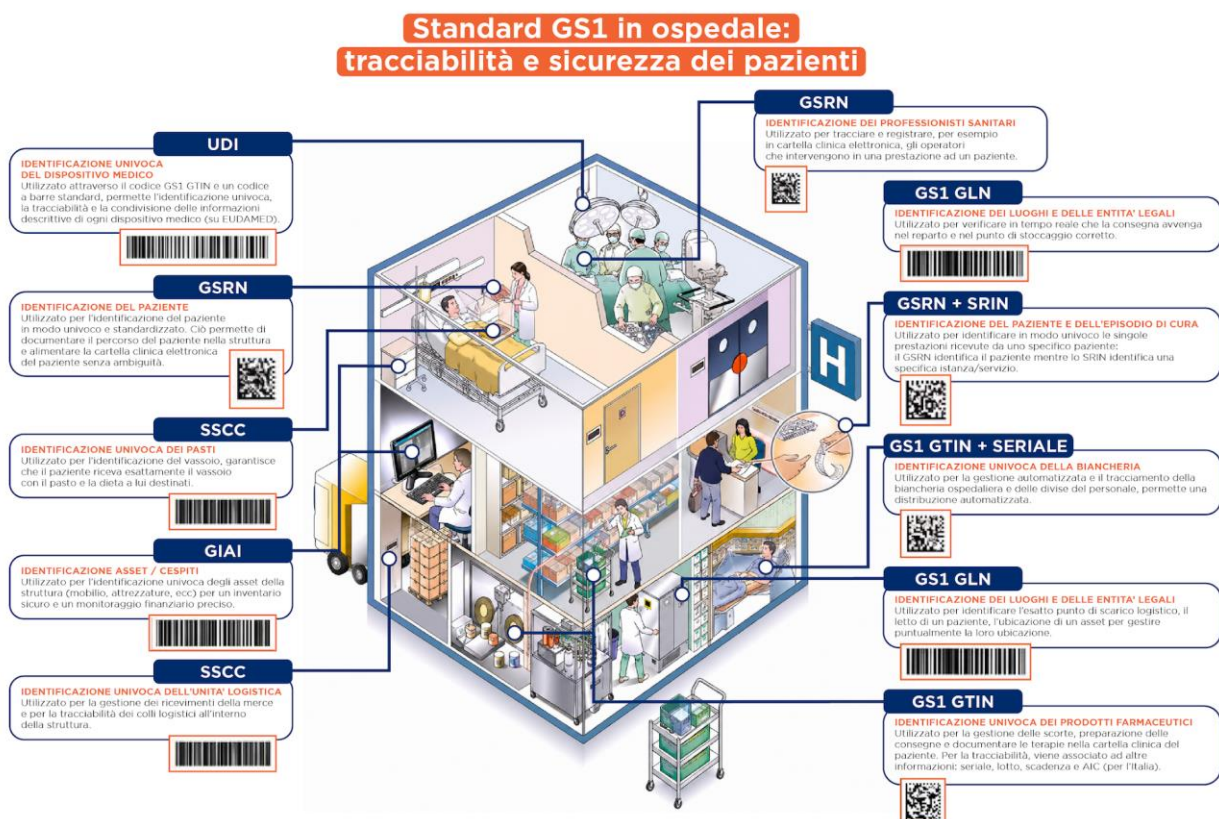 Standard GS1 in ospedale:
tracciabilità e sicurezza dei pazienti
UDI
IDENTIFICAZIONE UNIVOCA
DEL DISPOSITIVO MEDICO
Utilizzato attraverso il codice GS1 GTIN e un codice
a barre standard, permette l'identificazione univoca,
la tracciabilità e la condivisione delle informazioni
descrittive di ogni dispositivo medico (su EUDAMED).
GSRN
IDENTIFICAZIONE DEL PAZIENTE
Utilizzato per l'identificazione del paziente
in modo univoco e standardizzato. Ciò permette di
documentare il percorso del paziente nella struttura
e alimentare la cartella clinica elettronica
del paziente senza ambiguità.
SSCC
IDENTIFICAZIONE UNIVOCA DEI PASTI
Utilizzato per l'identificazione del vassoio, garantisce
che il paziente riceva esattamente il vassoio
con il pasto e la dieta a lui destinati.
GIAI
IDENTIFICAZIONE ASSET / CESPITI
Utilizzato per l'identificazione univoca degli asset della
struttura (mobilio, attrezzature, ecc) per un inventario
sicuro e un monitoraggio finanziario preciso.
SSCC
IDENTIFICAZIONE UNIVOCA DELL'UNITA' LOGISTICA
Utilizzato per la gestione dei ricevimenti della merce
e per la tracciabilità dei colli logistici all'interno
della struttura.
GSRN
IDENTIFICAZIONE DEI PROFESSIONISTI SANITARI
Utilizzato per tracciare e registrare, per esempio
in cartella clinica elettronica, gli operatori
che intervengono in una prestazione ad un paziente.
GS1 GLN
IDENTIFICAZIONE DEI LUOGHI E DELLE ENTITA' LEGALI
Utilizzato per verificare in tempo reale che la consegna avvenga
nel reparto e nel punto di stoccaggio corretto.
GSRN + SRIN
IDENTIFICAZIONE DEL PAZIENTE E DELL'EPISODIO DI CURA
Utilizzato per identificare in modo univoco le singole
prestazioni ricevute da uno specifico paziente:
il GSRN identifica il paziente mentre lo SRIN identifica una
specifica istanza/servizio.
H
GS1 GTIN + SERIALE
IDENTIFICAZIONE UNIVOCA DELLA BIANCHERIA
Utilizzato per la gestione automatizzata e il tracciamento della
biancheria ospedaliera e delle divise del personale, permette una
distribuzione automatizzata.
GS1 GLN
IDENTIFICAZIONE DEI LUOGHI E DELLE ENTITA' LEGALI
Utilizzato per identificare l'esatto punto di scarico logistico, il
letto di un paziente, l'ubicazione di un asset per gestire
puntualmente la loro ubicazione.
GS1 GTIN
IDENTIFICAZIONE UNIVOCA DEI PRODOTTI FARMACEUTICI
Utilizzato per la gestione delle scorte, preparazione delle
consegne e documentare le terapie nella cartella clinica del
paziente. Per la tracciabilità, viene associato ad altre
informazioni: seriale, lotto, scadenza e AIC (per l'Italia).